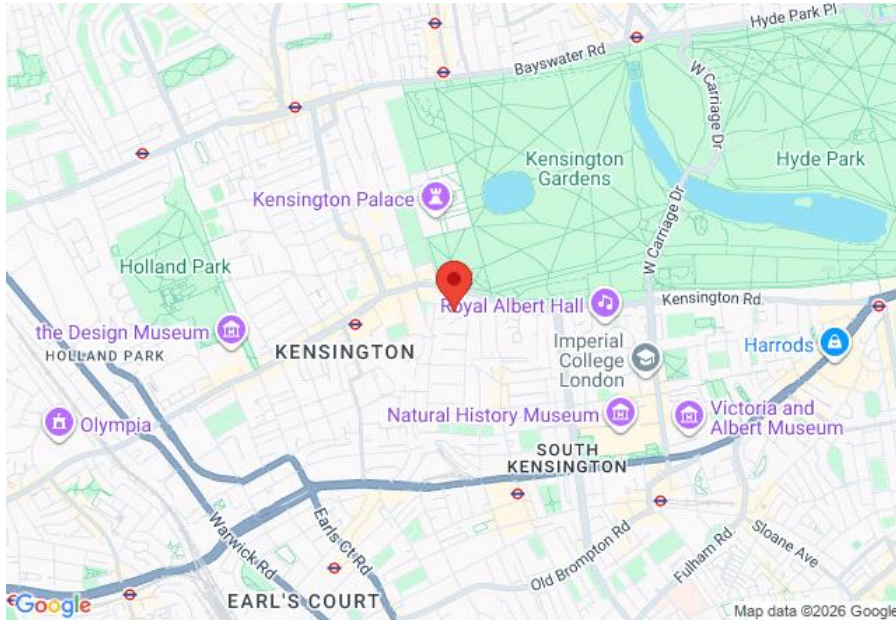 Hyde Park Pl
Bayswater Rd
W Carriage Dr
Kensington
Gardens
Hyde Park
Kensington Palace
W Carriage Dr
Holland Park
Royal Albert Hall
Kensington Rd
the Design Museum
HOLLAND PARK
KENSINGTON
Imperial
College
London
Harrods
Olympia
Natural History Museum
Victoria and
Albert Museum
SOUTH
KENSINGTON
Warwick Rd
Earls Ct Rd
Old Brompton Rd
Fulham Rd
Sloane Ave
EARL'S COURT
Google
Map data ©2026 Google